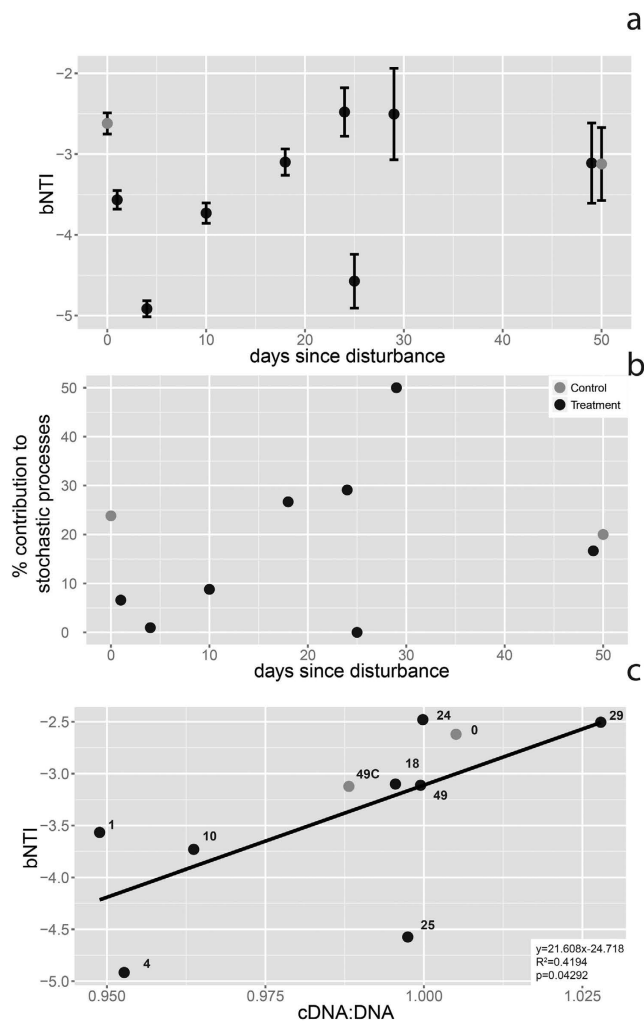 a
−2
−3
−4
−5
bNTI
0 10 20 30 40 50
days since disturbance
b
50
40
30
20
10
0
% contribution to
stochastic processes
Control
Treatment
0 10 20 30 40 50
days since disturbance
c
−2.5
−3.0
−3.5
−4.0
−4.5
−5.0
bNTI
24
0
29
49C
18
49
1
10
25
4
y=21.608x-24.718
R²=0.4194
p=0.04292
0.950 0.975 1.000 1.025
cDNA:DNA